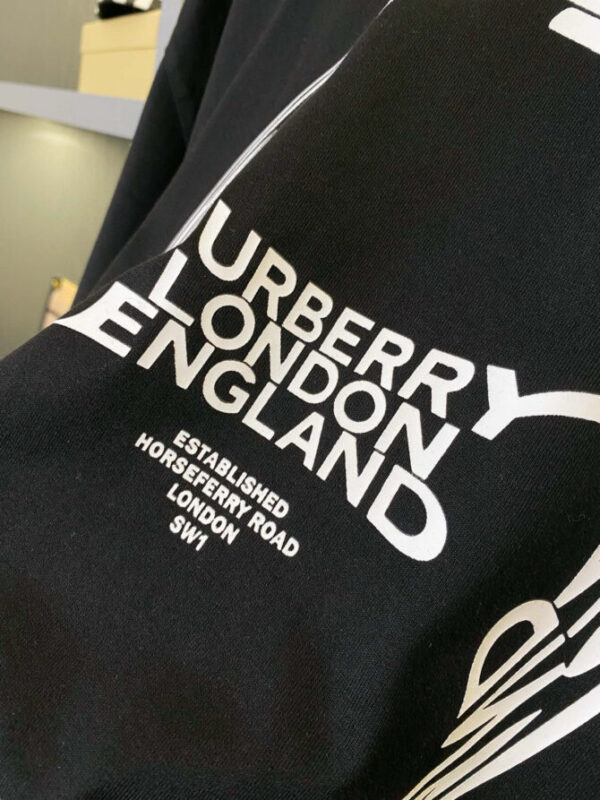 URBERRY
LONDON
ENGLAND
ESTABLISHED
HORSEFERRY ROAD
LONDON
SW1